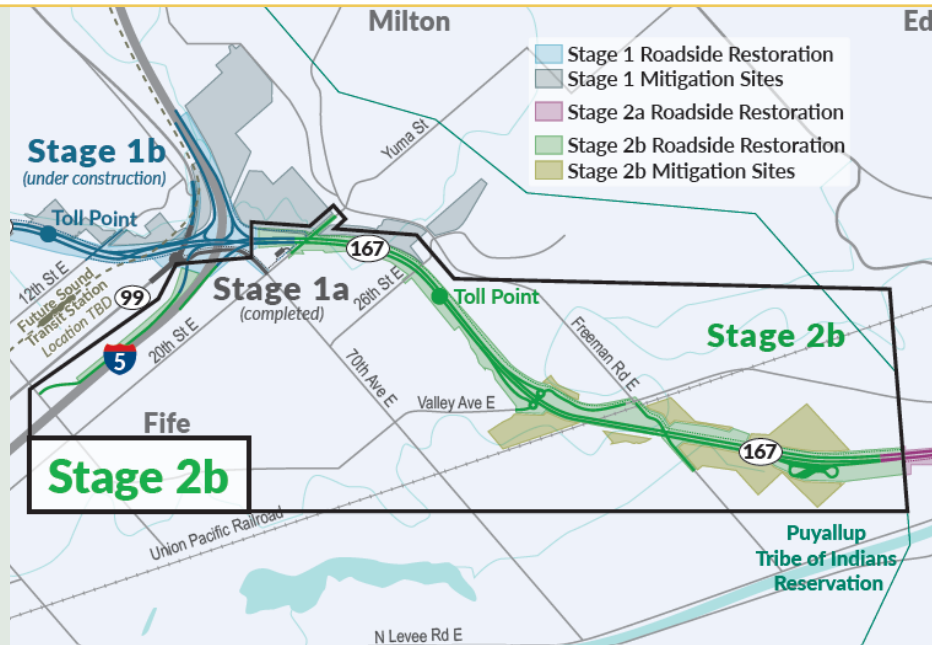 Milton
Ed
Stage 1 Roadside Restoration
Stage 1 Mitigation Sites
Stage 2a Roadside Restoration
Stage 2b Roadside Restoration
Stage 2b Mitigation Sites
Yuma St
Stage 1b
(under construction)
Toll Point
167
12th St E
Future Sound
Transit Station
Location TBD
99
Stage 1a
(completed)
26th St E
Toll Point
20th St E
5
70th Ave E
Freeman Rd E
Stage 2b
Valley Ave E
Fife
167
Stage 2b
Union Pacific Railroad
Puyallup
Tribe of Indians
Reservation
N Levee Rd E